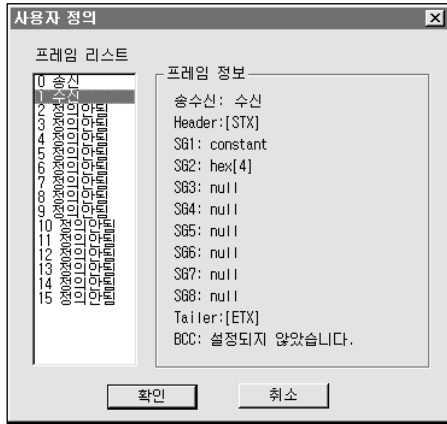 사용자 정의
프레임 리스트
0 송신
1 수신
2 정의안됨
3 정의안됨
4 정의안됨
5 정의안됨
6 정의안됨
7 정의안됨
8 정의안됨
9 정의안됨
10 정의안됨
11 정의안됨
12 정의안됨
13 정의안됨
14 정의안됨
15 정의안됨
프레임 정보
송수신: 수신
Header:[STX]
SG1: constant
SG2: hex[4]
SG3: null
SG4: null
SG5: null
SG6: null
SG7: null
SG8: null
Tailer:[ETX]
BCC: 설정되지 않았습니다.
확인
취소